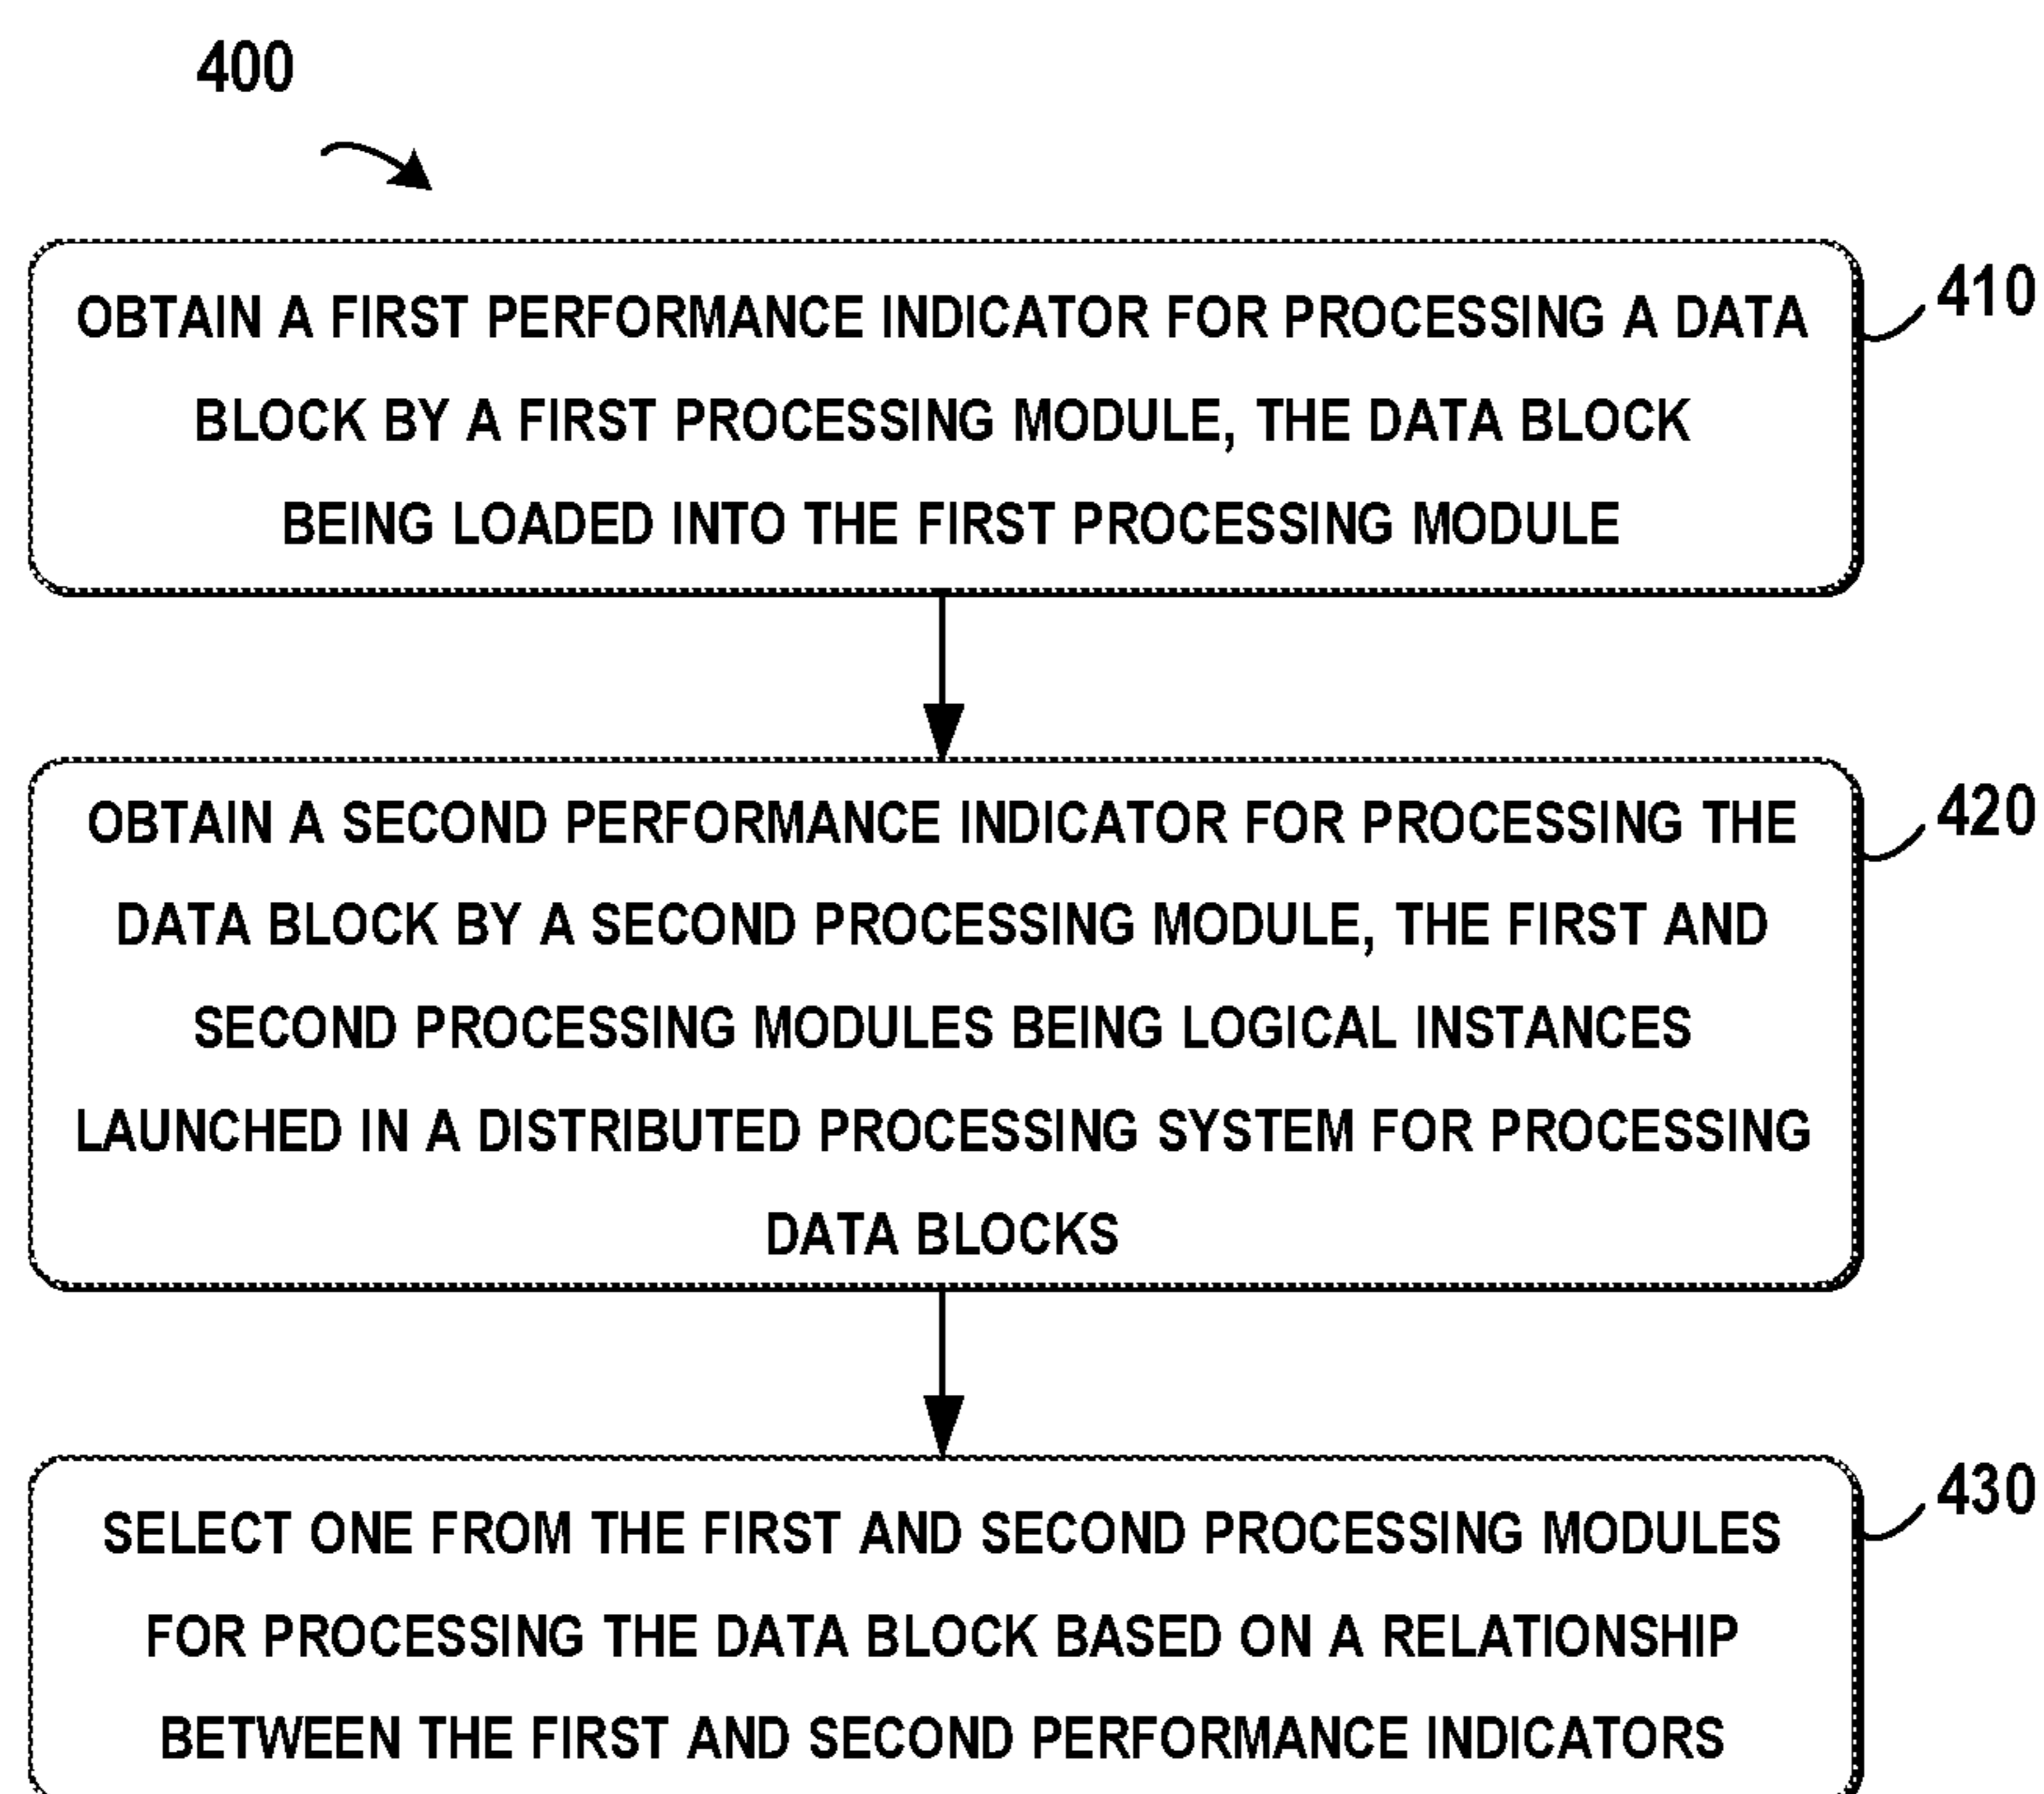 400
OBTAIN A FIRST PERFORMANCE INDICATOR FOR PROCESSING A DATA
BLOCK BY A FIRST PROCESSING MODULE, THE DATA BLOCK
BEING LOADED INTO THE FIRST PROCESSING MODULE
410
OBTAIN A SECOND PERFORMANCE INDICATOR FOR PROCESSING THE
DATA BLOCK BY A SECOND PROCESSING MODULE, THE FIRST AND
SECOND PROCESSING MODULES BEING LOGICAL INSTANCES
LAUNCHED IN A DISTRIBUTED PROCESSING SYSTEM FOR PROCESSING
DATA BLOCKS
420
SELECT ONE FROM THE FIRST AND SECOND PROCESSING MODULES
FOR PROCESSING THE DATA BLOCK BASED ON A RELATIONSHIP
BETWEEN THE FIRST AND SECOND PERFORMANCE INDICATORS
430